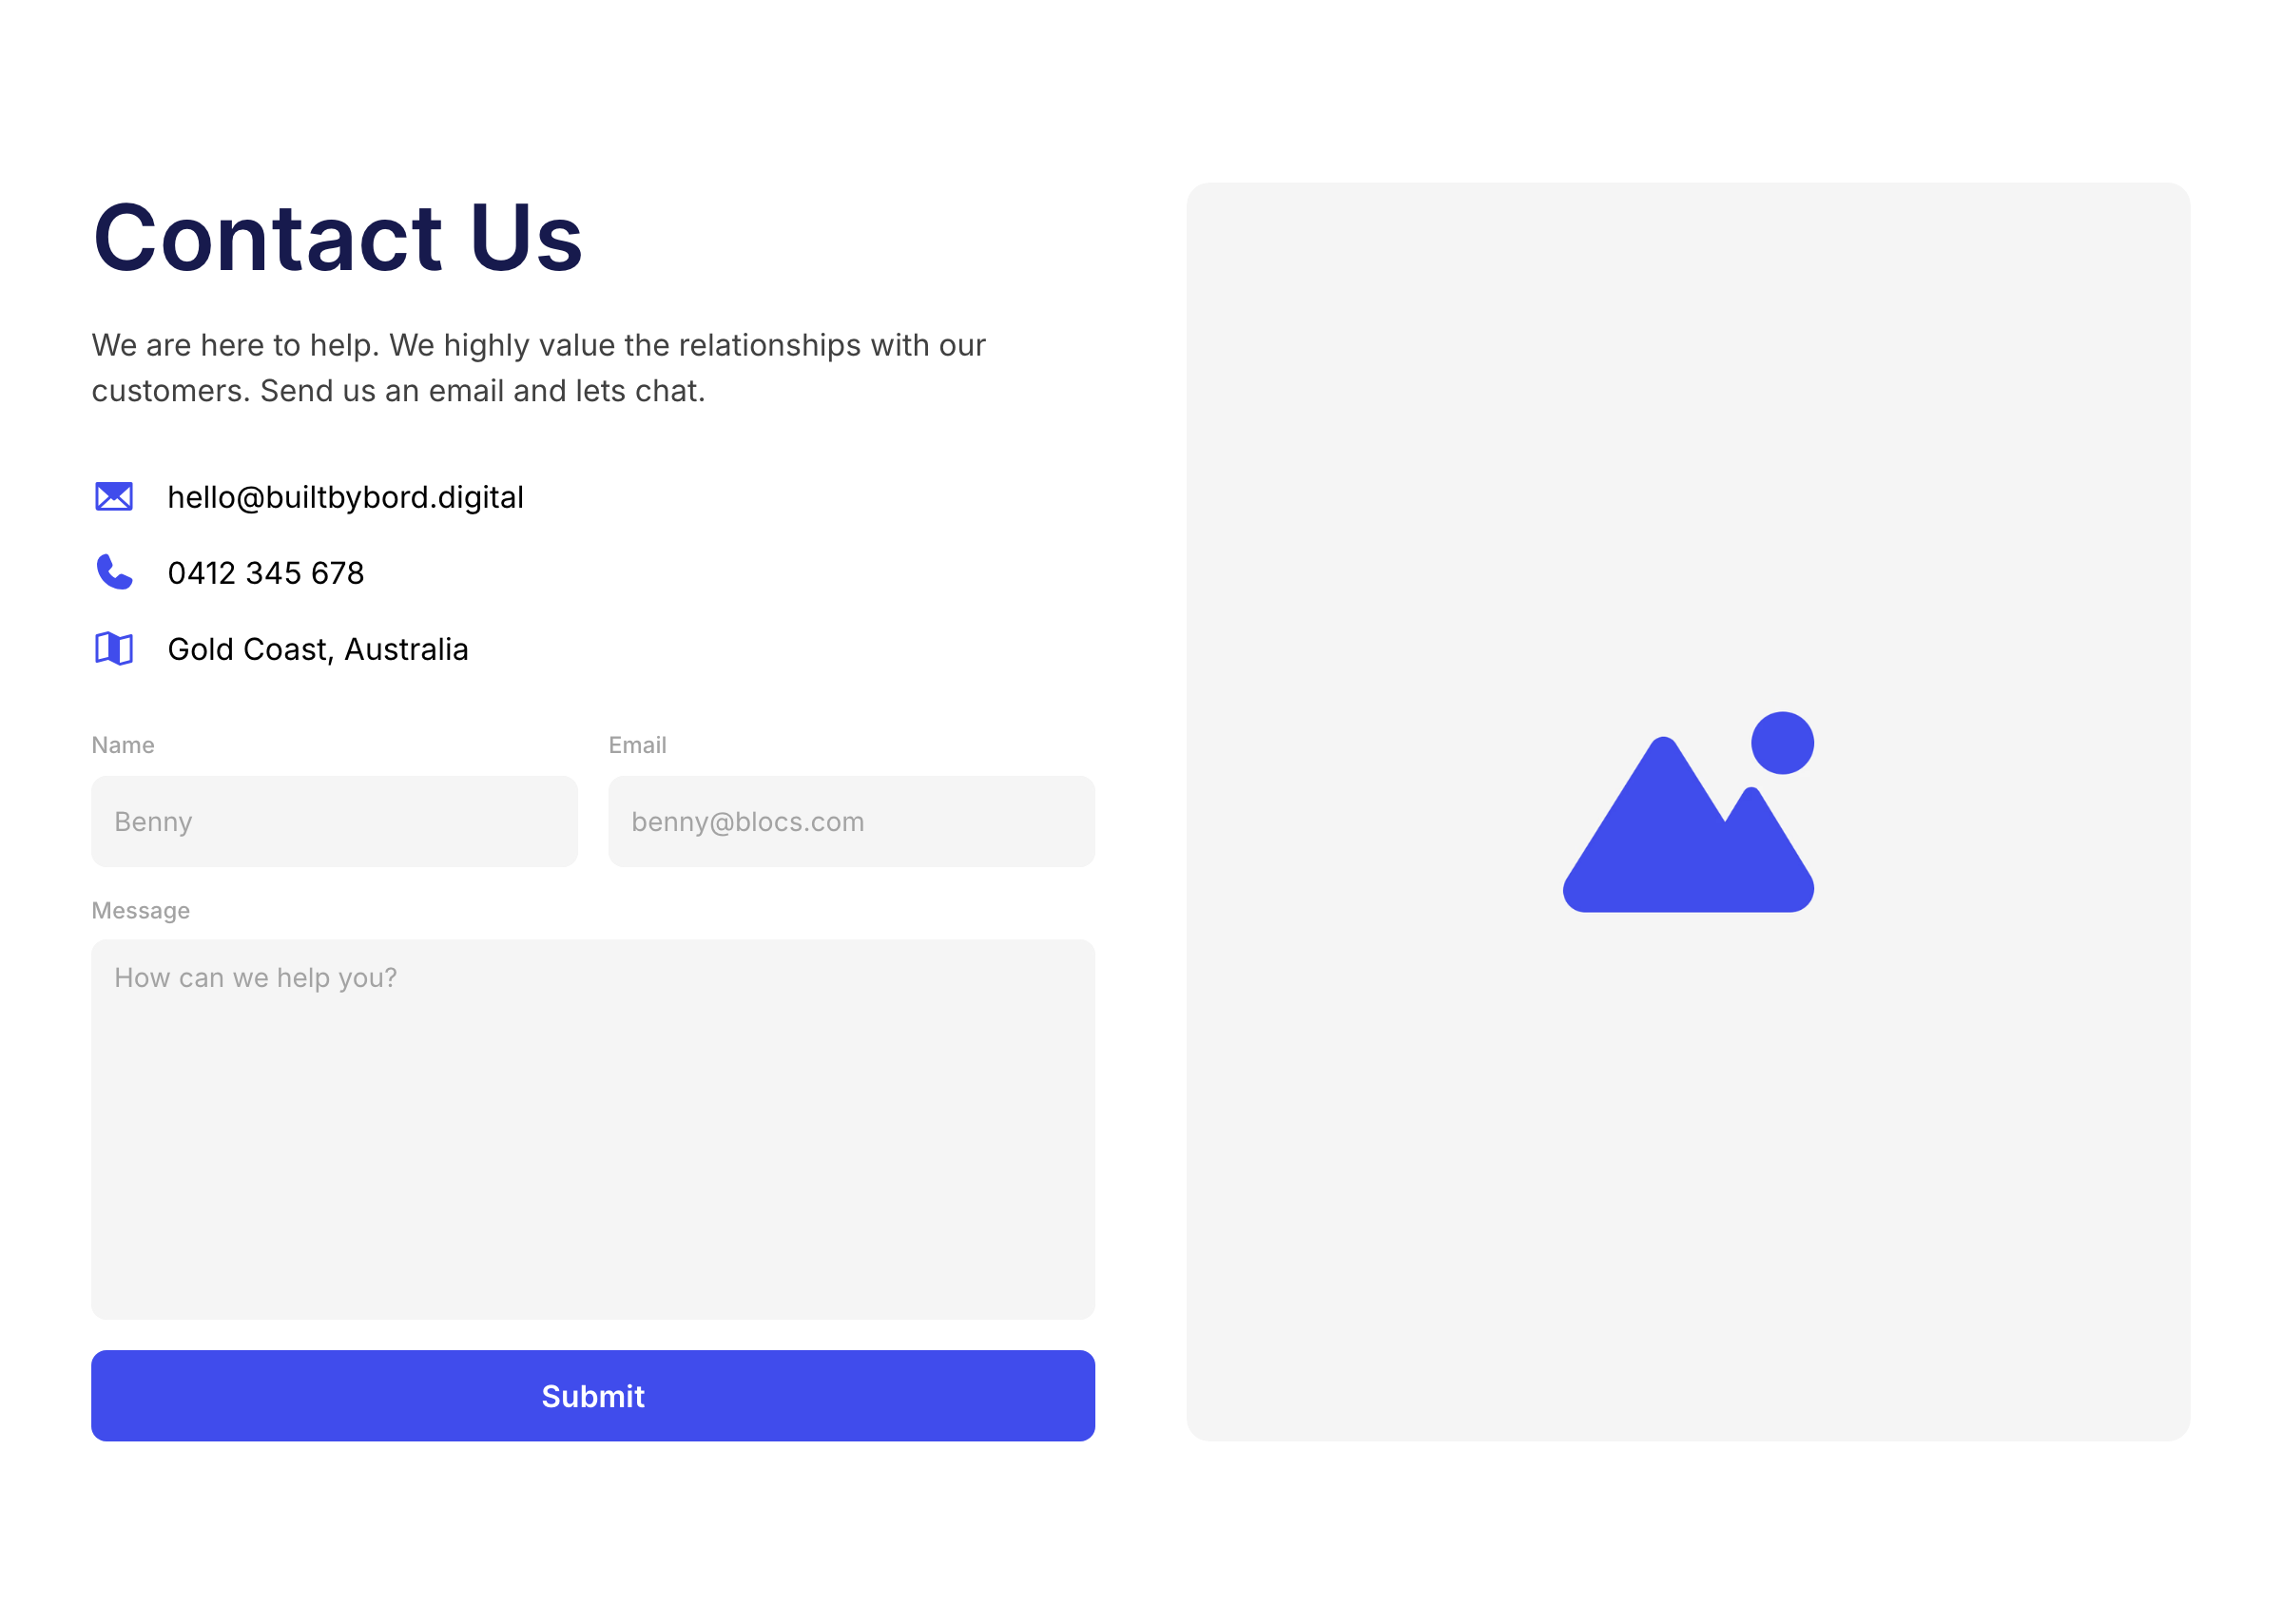 Contact Us
We are here to help. We highly value the relationships with our
customers. Send us an email and lets chat.
hello@builtbybord.digital
0412 345 678
Gold Coast, Australia
Name
Email
Benny
benny@blocs.com
Message
How can we help you?
Submit